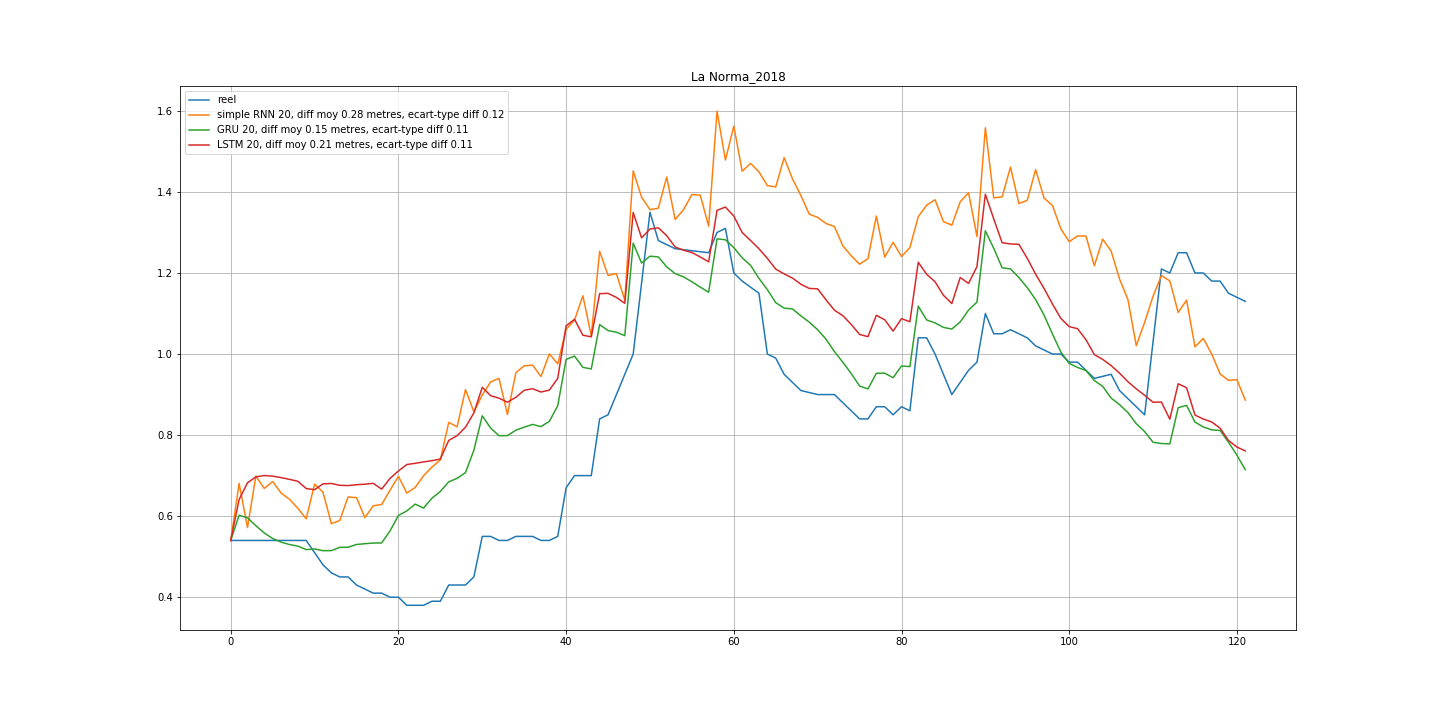 La Norma_2018
reel
simple RNN 20, diff moy 0.28 metres, ecart-type diff 0.12
GRU 20, diff moy 0.15 metres, ecart-type diff 0.11
LSTM 20, diff moy 0.21 metres, ecart-type diff 0.11
1.6
1.4
1.2
1.0
0.8
0.6
0.4
0 20 40 60 80 100 120